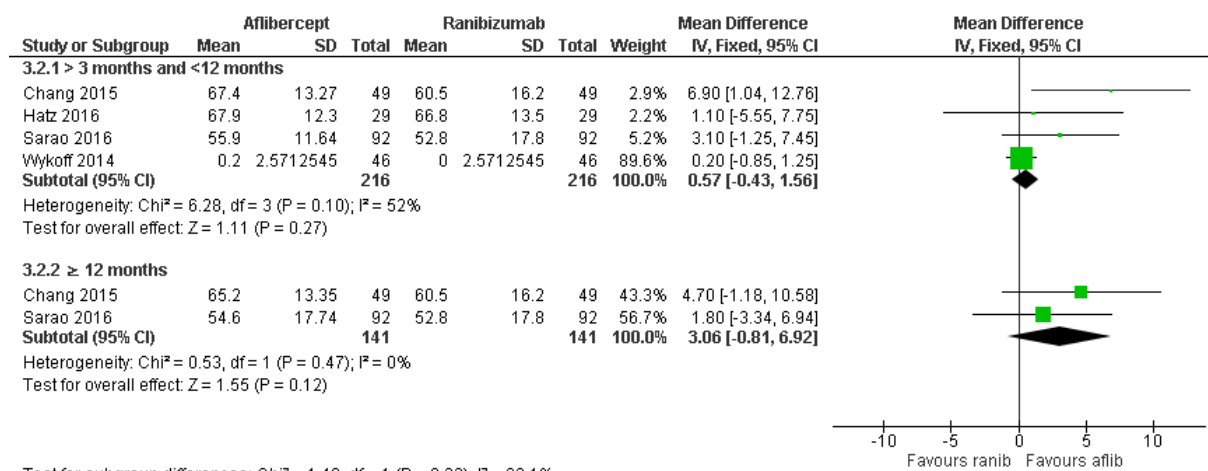 Aflibercept Ranibizumab Mean Difference Mean Difference
Study or Subgroup Mean SD Total Mean SD Total Weight IV, Fixed, 95% CI IV, Fixed, 95% CI
3.2.1 > 3 months and <12 months
Chang 2015 67.4 13.27 49 60.5 16.2 49 2.9% 6.90 [1.04, 12.76]
Hatz 2016 67.9 12.3 29 66.8 13.5 29 2.2% 1.10 [-5.55, 7.75]
Sarao 2016 55.9 11.64 92 52.8 17.8 92 5.2% 3.10 [-1.25, 7.45]
Wykoff 2014 0.2 2.5712545 46 0 2.5712545 46 89.6% 0.20 [-0.85, 1.25]
Subtotal (95% CI) 216 216 100.0% 0.57 [-0.43, 1.56]
Heterogeneity: Chi² = 6.28, df = 3 (P = 0.10); I² = 52%
Test for overall effect: Z = 1.11 (P = 0.27)
3.2.2 ≥ 12 months
Chang 2015 65.2 13.35 49 60.5 16.2 49 43.3% 4.70 [-1.18, 10.58]
Sarao 2016 54.6 17.74 92 52.8 17.8 92 56.7% 1.80 [-3.34, 6.94]
Subtotal (95% CI) 141 141 100.0% 3.06 [-0.81, 6.92]
Heterogeneity: Chi² = 0.53, df = 1 (P = 0.47); I² = 0%
Test for overall effect: Z = 1.55 (P = 0.12)
-10 -5 0 5 10
Favours ranib Favours aflib
Test for subgroup differences: Chi² = df = 1 (P =